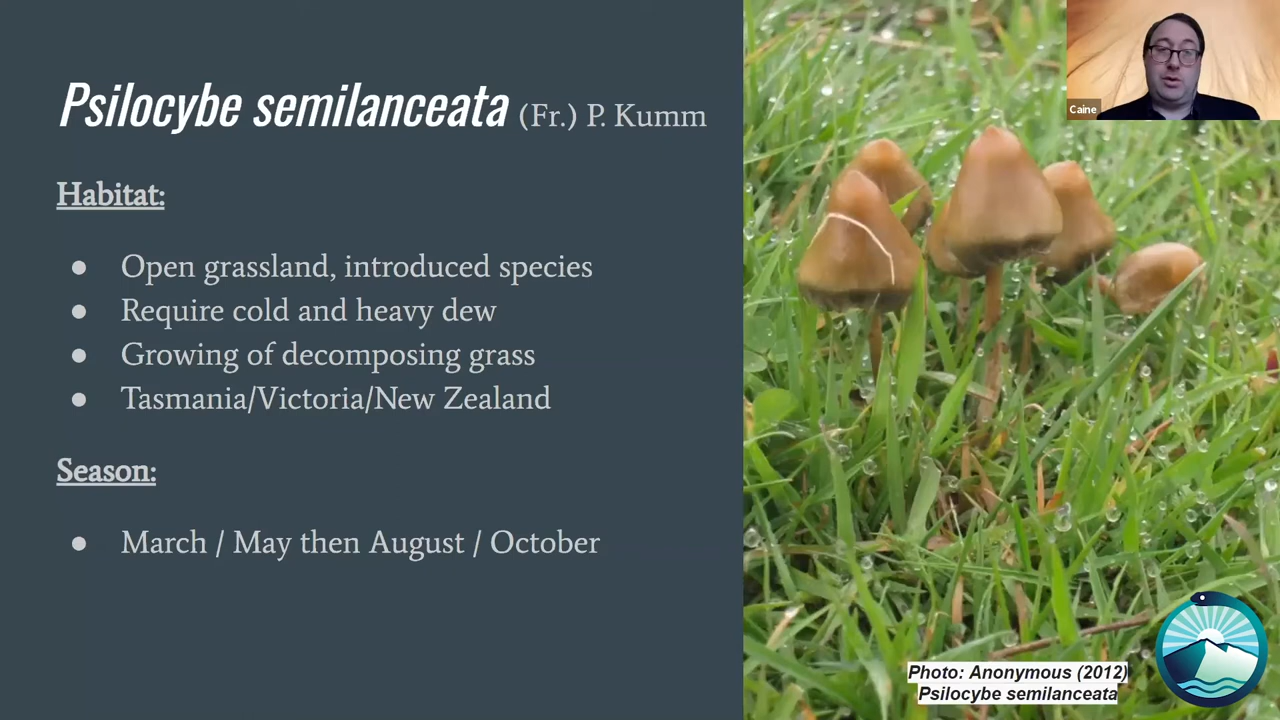 Psilocybe semilanceata (Fr.) P. Kumm
Habitat:
● Open grassland, introduced species
● Require cold and heavy dew
● Growing of decomposing grass
● Tasmania/Victoria/New Zealand
Season:
● March / May then August / October
Caine
Photo: Anonymous (2012)
Psilocybe semilanceata